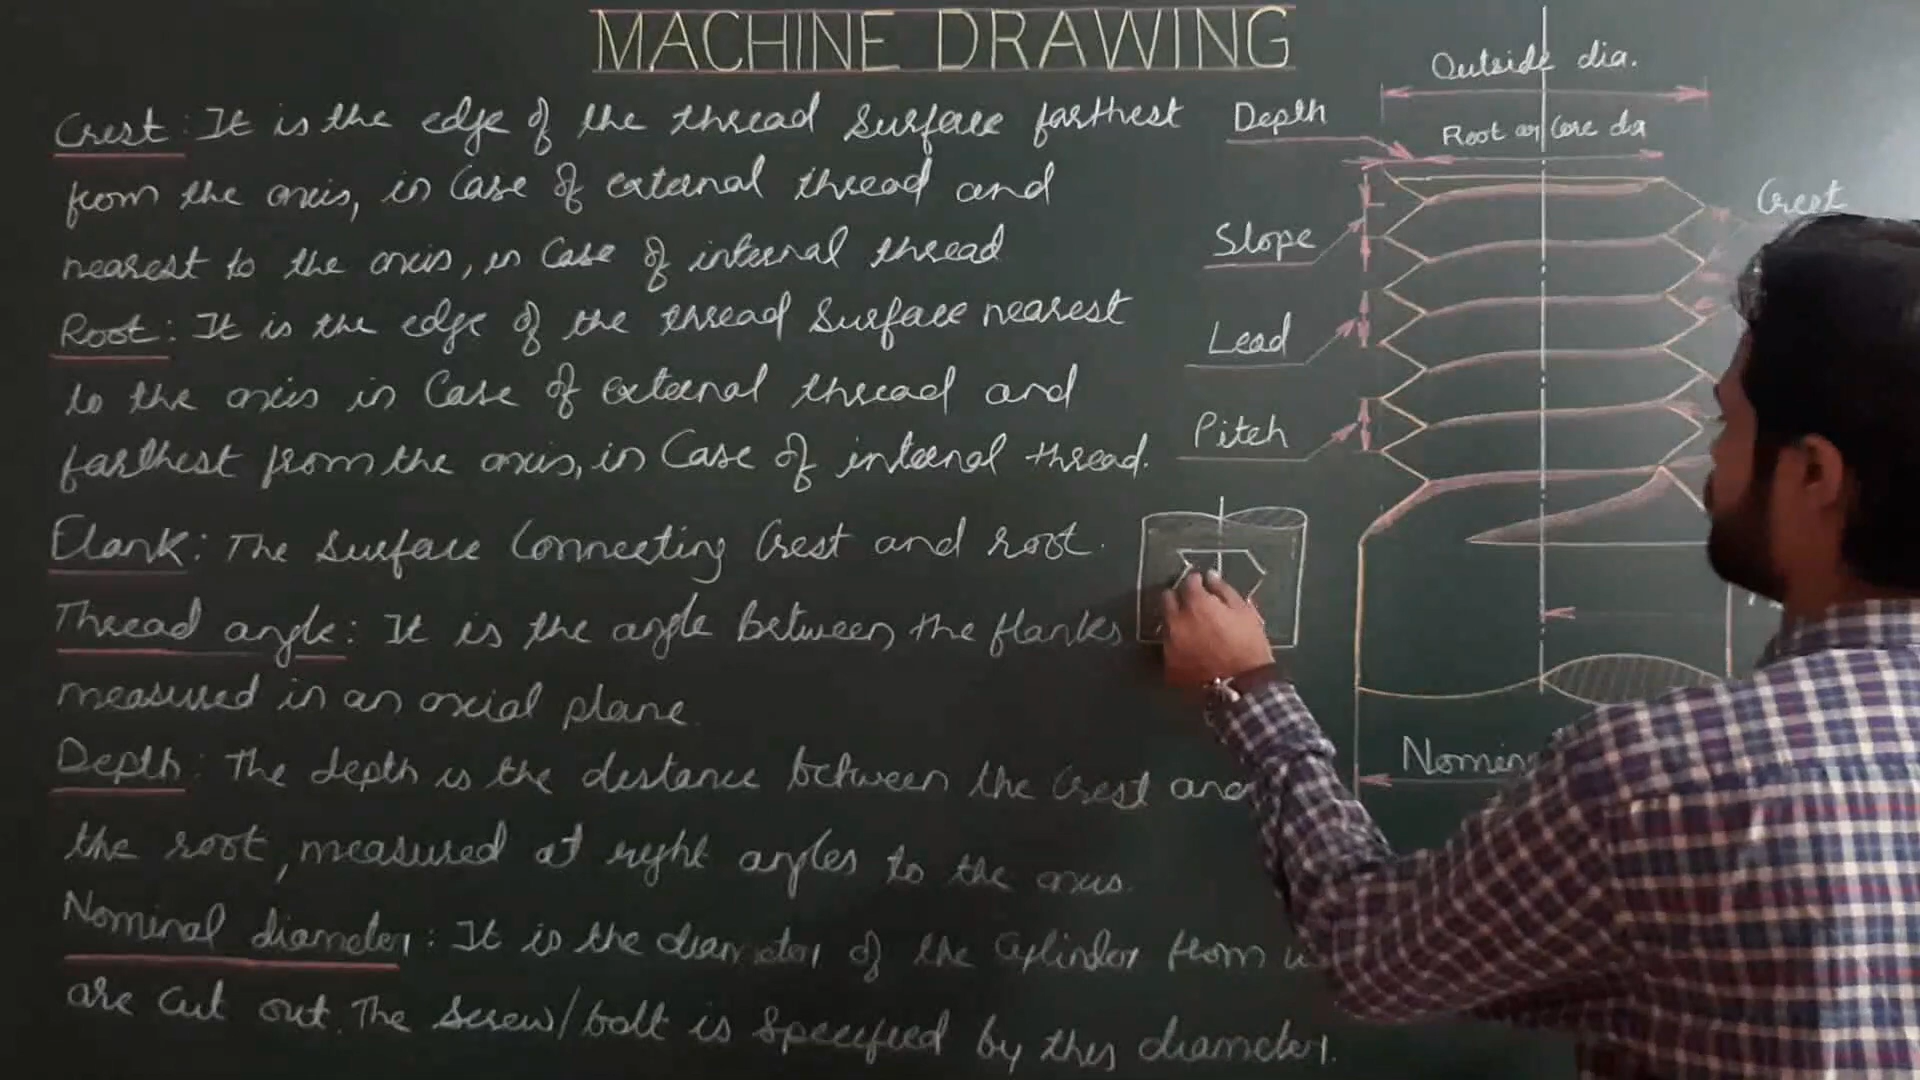 MACHINE DRAWING
Crest: It is the edge of the thread surface farthest
from the axis, in case of external thread and
nearest to the axis, in case of internal thread
Root: It is the edge of the thread surface nearest
to the axis in case of external thread and
farthest from the axis, in case of internal thread.
Flank: The surface connecting crest and root.
Thread angle: It is the angle between the flanks
measured in an axial plane.
Depth: The depth is the distance between the crest and
the root, measured at right angles to the axis.
Nominal diameter: It is the diameter of the cylinder from
are cut out. The screw/bolt is specified by this diameter.
Outside dia.
Depth
Root or Core dia
Crest
Slope
Lead
Pitch